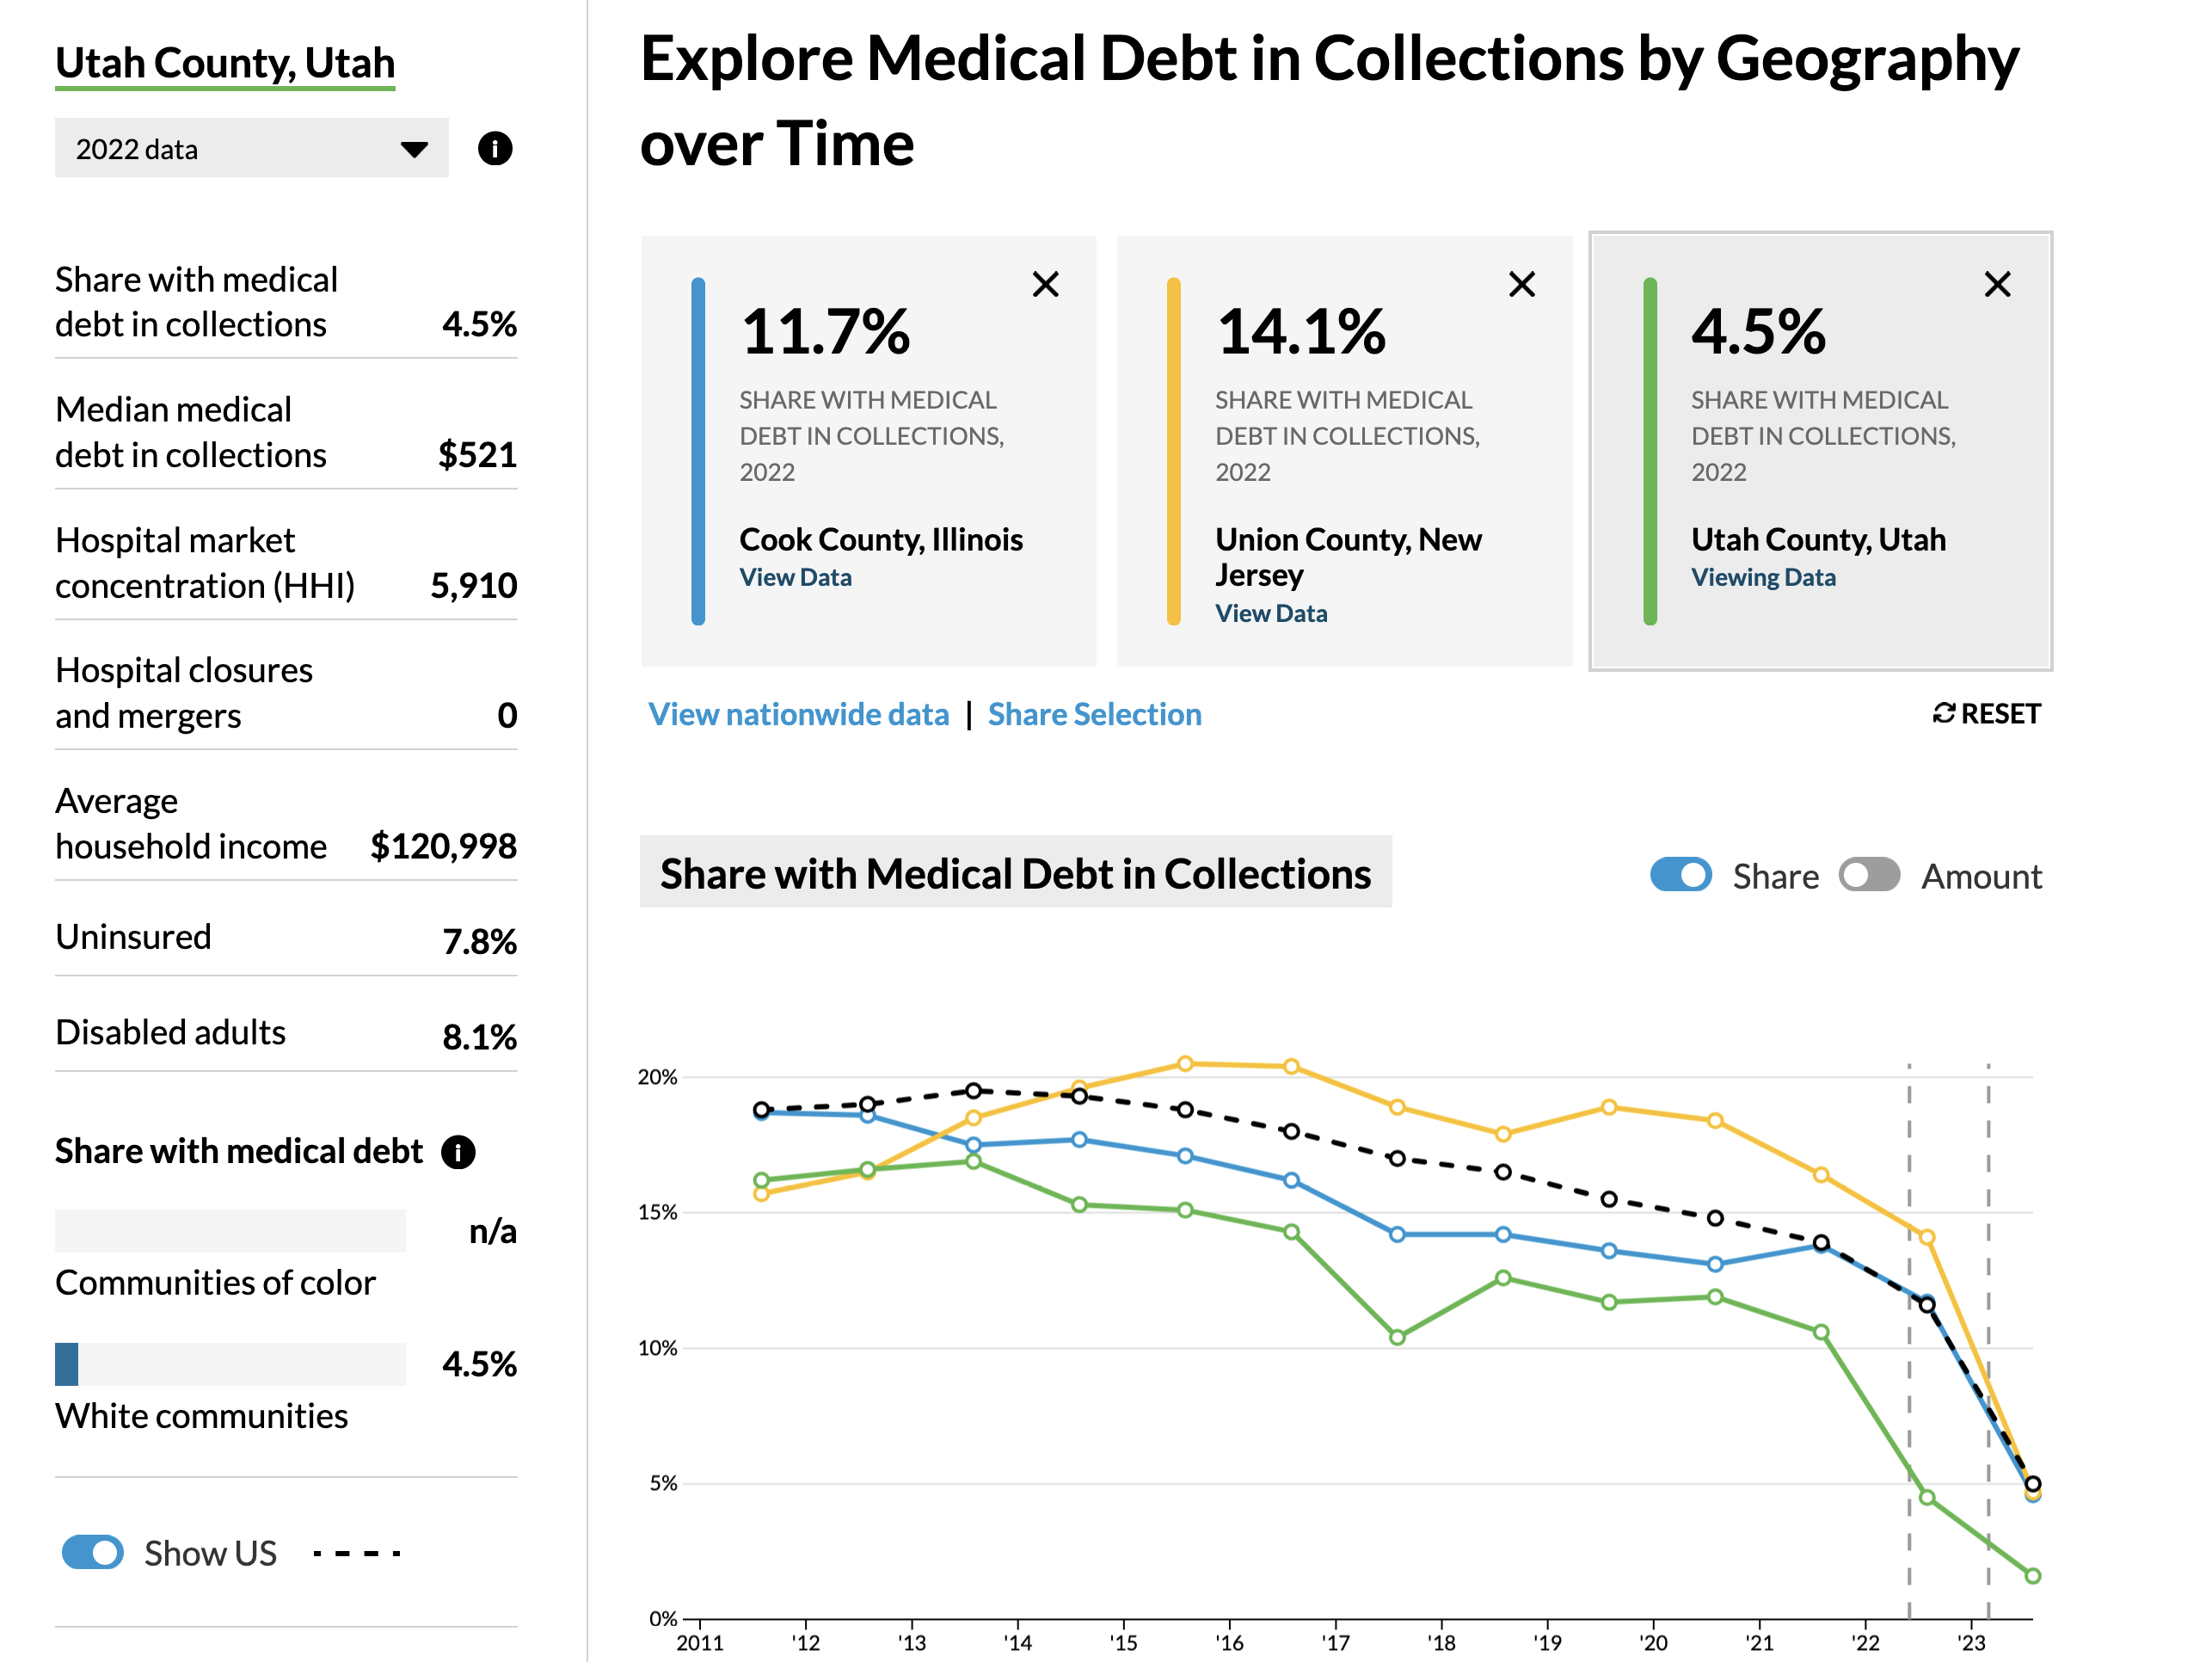 Utah County, Utah
2022 data
Share with medical
debt in collections 4.5%
Median medical
debt in collections $521
Hospital market
concentration (HHI) 5,910
Hospital closures
and mergers 0
Average
household income $120,998
Uninsured 7.8%
Disabled adults 8.1%
Share with medical debt
n/a
Communities of color
4.5%
White communities
Show US
Explore Medical Debt in Collections by Geography
over Time
11.7%
SHARE WITH MEDICAL
DEBT IN COLLECTIONS,
2022
Cook County, Illinois
View Data
14.1%
SHARE WITH MEDICAL
DEBT IN COLLECTIONS,
2022
Union County, New
Jersey
View Data
4.5%
SHARE WITH MEDICAL
DEBT IN COLLECTIONS,
2022
Utah County, Utah
Viewing Data
View nationwide data | Share Selection
RESET
Share with Medical Debt in Collections
Share Amount
20%
15%
10%
5%
0%
2011 '12 '13 '14 '15 '16 '17 '18 '19 '20 '21 '22 '23